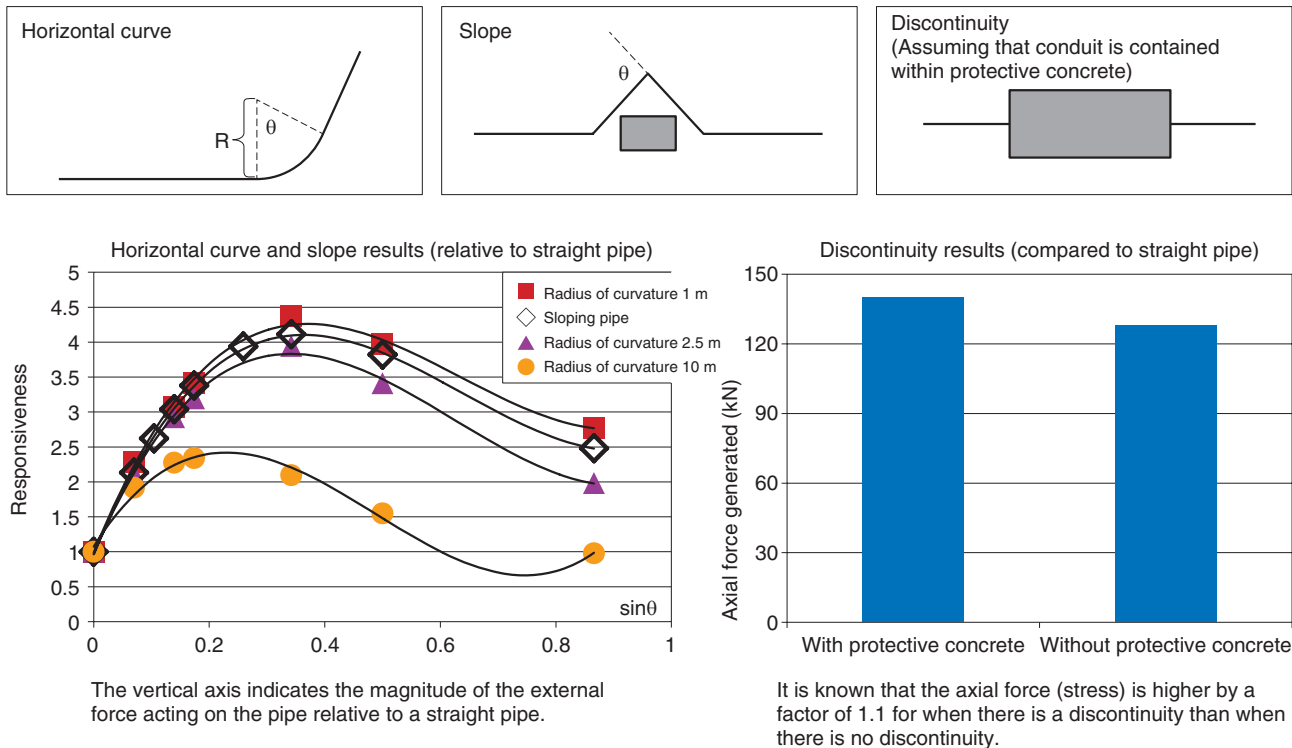 Horizontal curve
R
θ
Slope
θ
Discontinuity
(Assuming that conduit is contained
within protective concrete)
Horizontal curve and slope results (relative to straight pipe)
5
4.5
4
3.5
3
2.5
2
1.5
1
0.5
0
Responsiveness
Radius of curvature 1 m
Sloping pipe
Radius of curvature 2.5 m
Radius of curvature 10 m
sinθ
0 0.2 0.4 0.6 0.8 1
The vertical axis indicates the magnitude of the external
force acting on the pipe relative to a straight pipe.
Discontinuity results (compared to straight pipe)
150
120
90
60
30
0
Axial force generated (kN)
With protective concrete Without protective concrete
It is known that the axial force (stress) is higher by a
factor of 1.1 for when there is a discontinuity than when
there is no discontinuity.